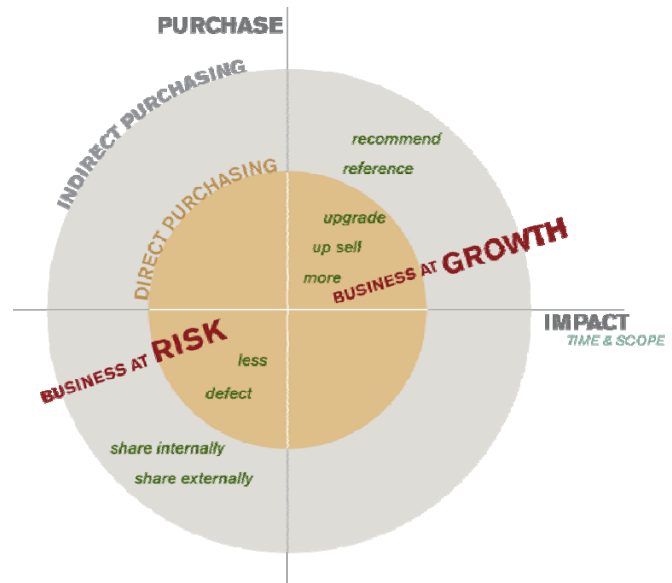 PURCHASE
INDIRECT PURCHASING
DIRECT PURCHASING
recommend
reference
upgrade
up sell
more
BUSINESS AT GROWTH
IMPACT
TIME & SCOPE
BUSINESS AT RISK
less
defect
share internally
share externally